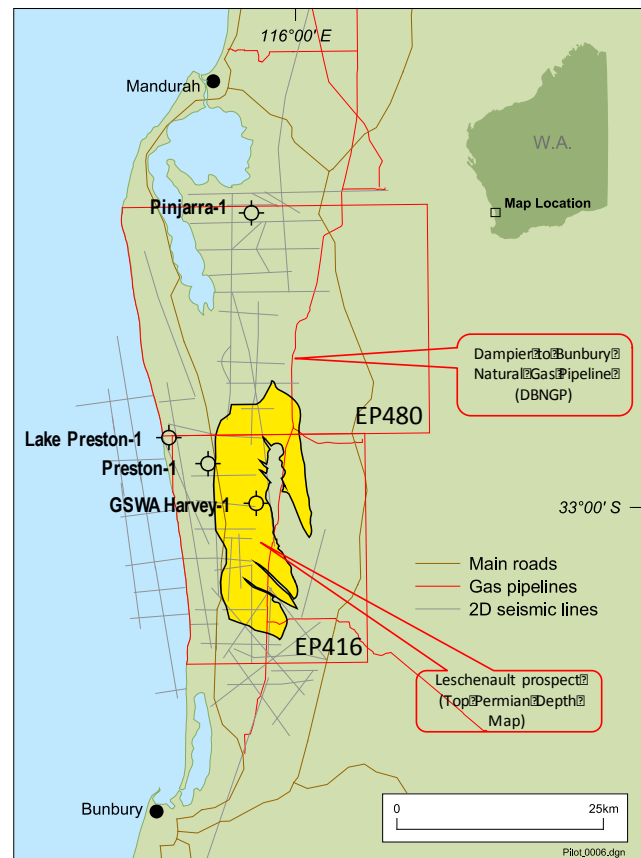 116°00' E
Mandurah
W.A.
Map Location
Pinjarra-1
Dampier to Bunbury
Natural Gas Pipeline
(DBNGP)
EP480
Lake Preston-1
Preston-1
GSWA Harvey-1
33°00' S
Main roads
Gas pipelines
2D seismic lines
EP416
Leschenault prospect
(Top Permian Depth
Map)
Bunbury
0 25km
Pilot_0006.dgn